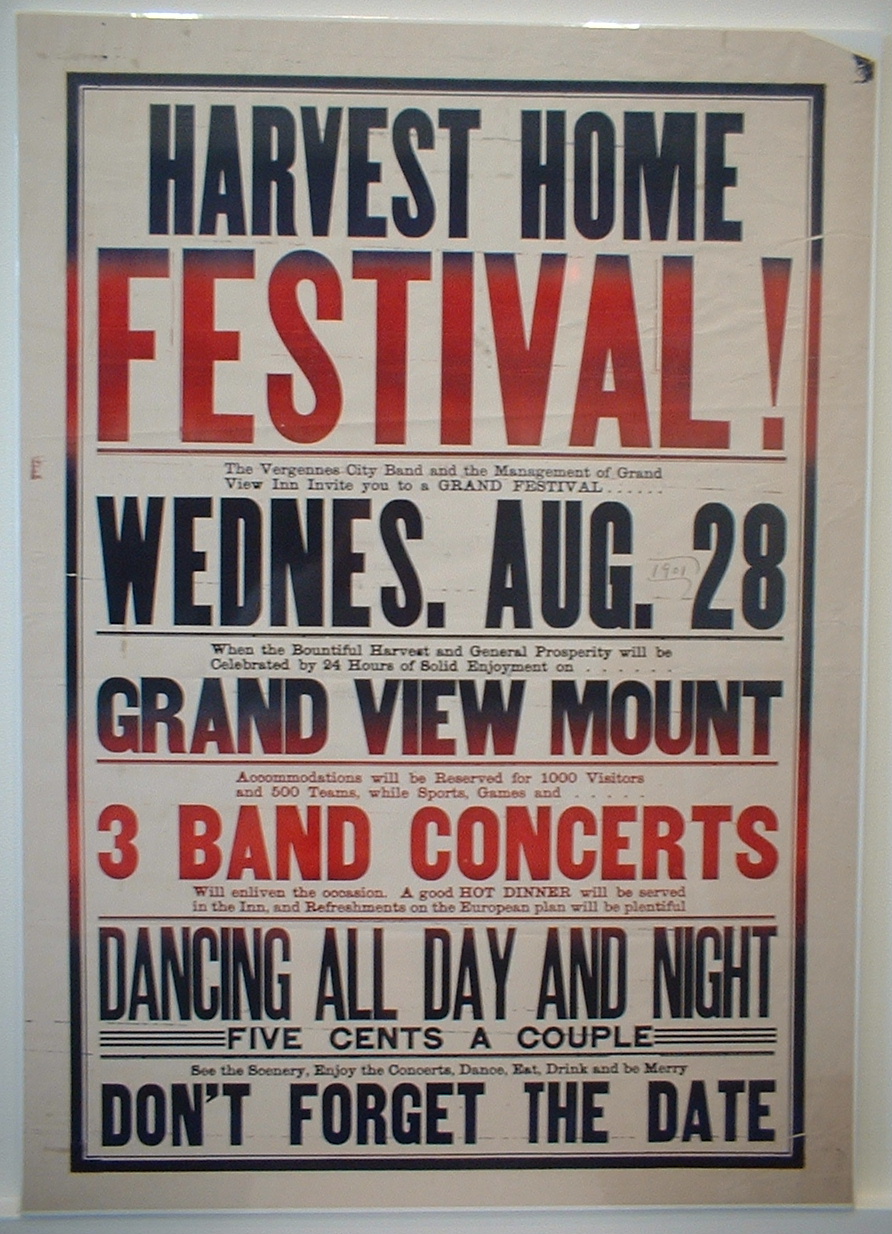 HARVEST HOME
FESTIVAL!
The Vergennes City Band and the Management of Grand
View Inn Invite you to a GRAND FESTIVAL......
WEDNES. AUG. 28
1901
When the Bountiful Harvest and General Prosperity will be
Celebrated by 24 Hours of Solid Enjoyment on . . . . . .
GRAND VIEW MOUNT
Accommodations will be Reserved for 1000 Visitors
and 500 Teams, while Sports, Games and . . . . .
3 BAND CONCERTS
Will enliven the occasion. A good HOT DINNER will be served
in the Inn, and Refreshments on the European plan will be plentiful
DANCING ALL DAY AND NIGHT
FIVE CENTS A COUPLE
See the Scenery, Enjoy the Concerts, Dance, Eat, Drink and be Merry
DON'T FORGET THE DATE